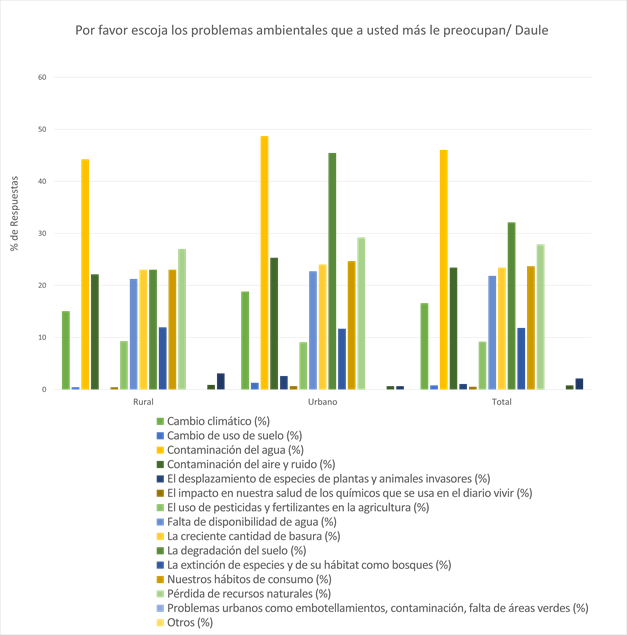 Por favor escoja los problemas ambientales que a usted más le preocupan/ Daule
60
50
40
30
20
10
0
% de Respuestas
Rural
Urbano
Total
Cambio climático (%)
Cambio de uso de suelo (%)
Contaminación del agua (%)
Contaminación del aire y ruido (%)
El desplazamiento de especies de plantas y animales invasores (%)
El impacto en nuestra salud de los químicos que se usa en el diario vivir (%)
El uso de pesticidas y fertilizantes en la agricultura (%)
Falta de disponibilidad de agua (%)
La creciente cantidad de basura (%)
La degradación del suelo (%)
La extinción de especies y de su hábitat como bosques (%)
Nuestros hábitos de consumo (%)
Pérdida de recursos naturales (%)
Problemas urbanos como embotellamientos, contaminación, falta de áreas verdes (%)
Otros (%)